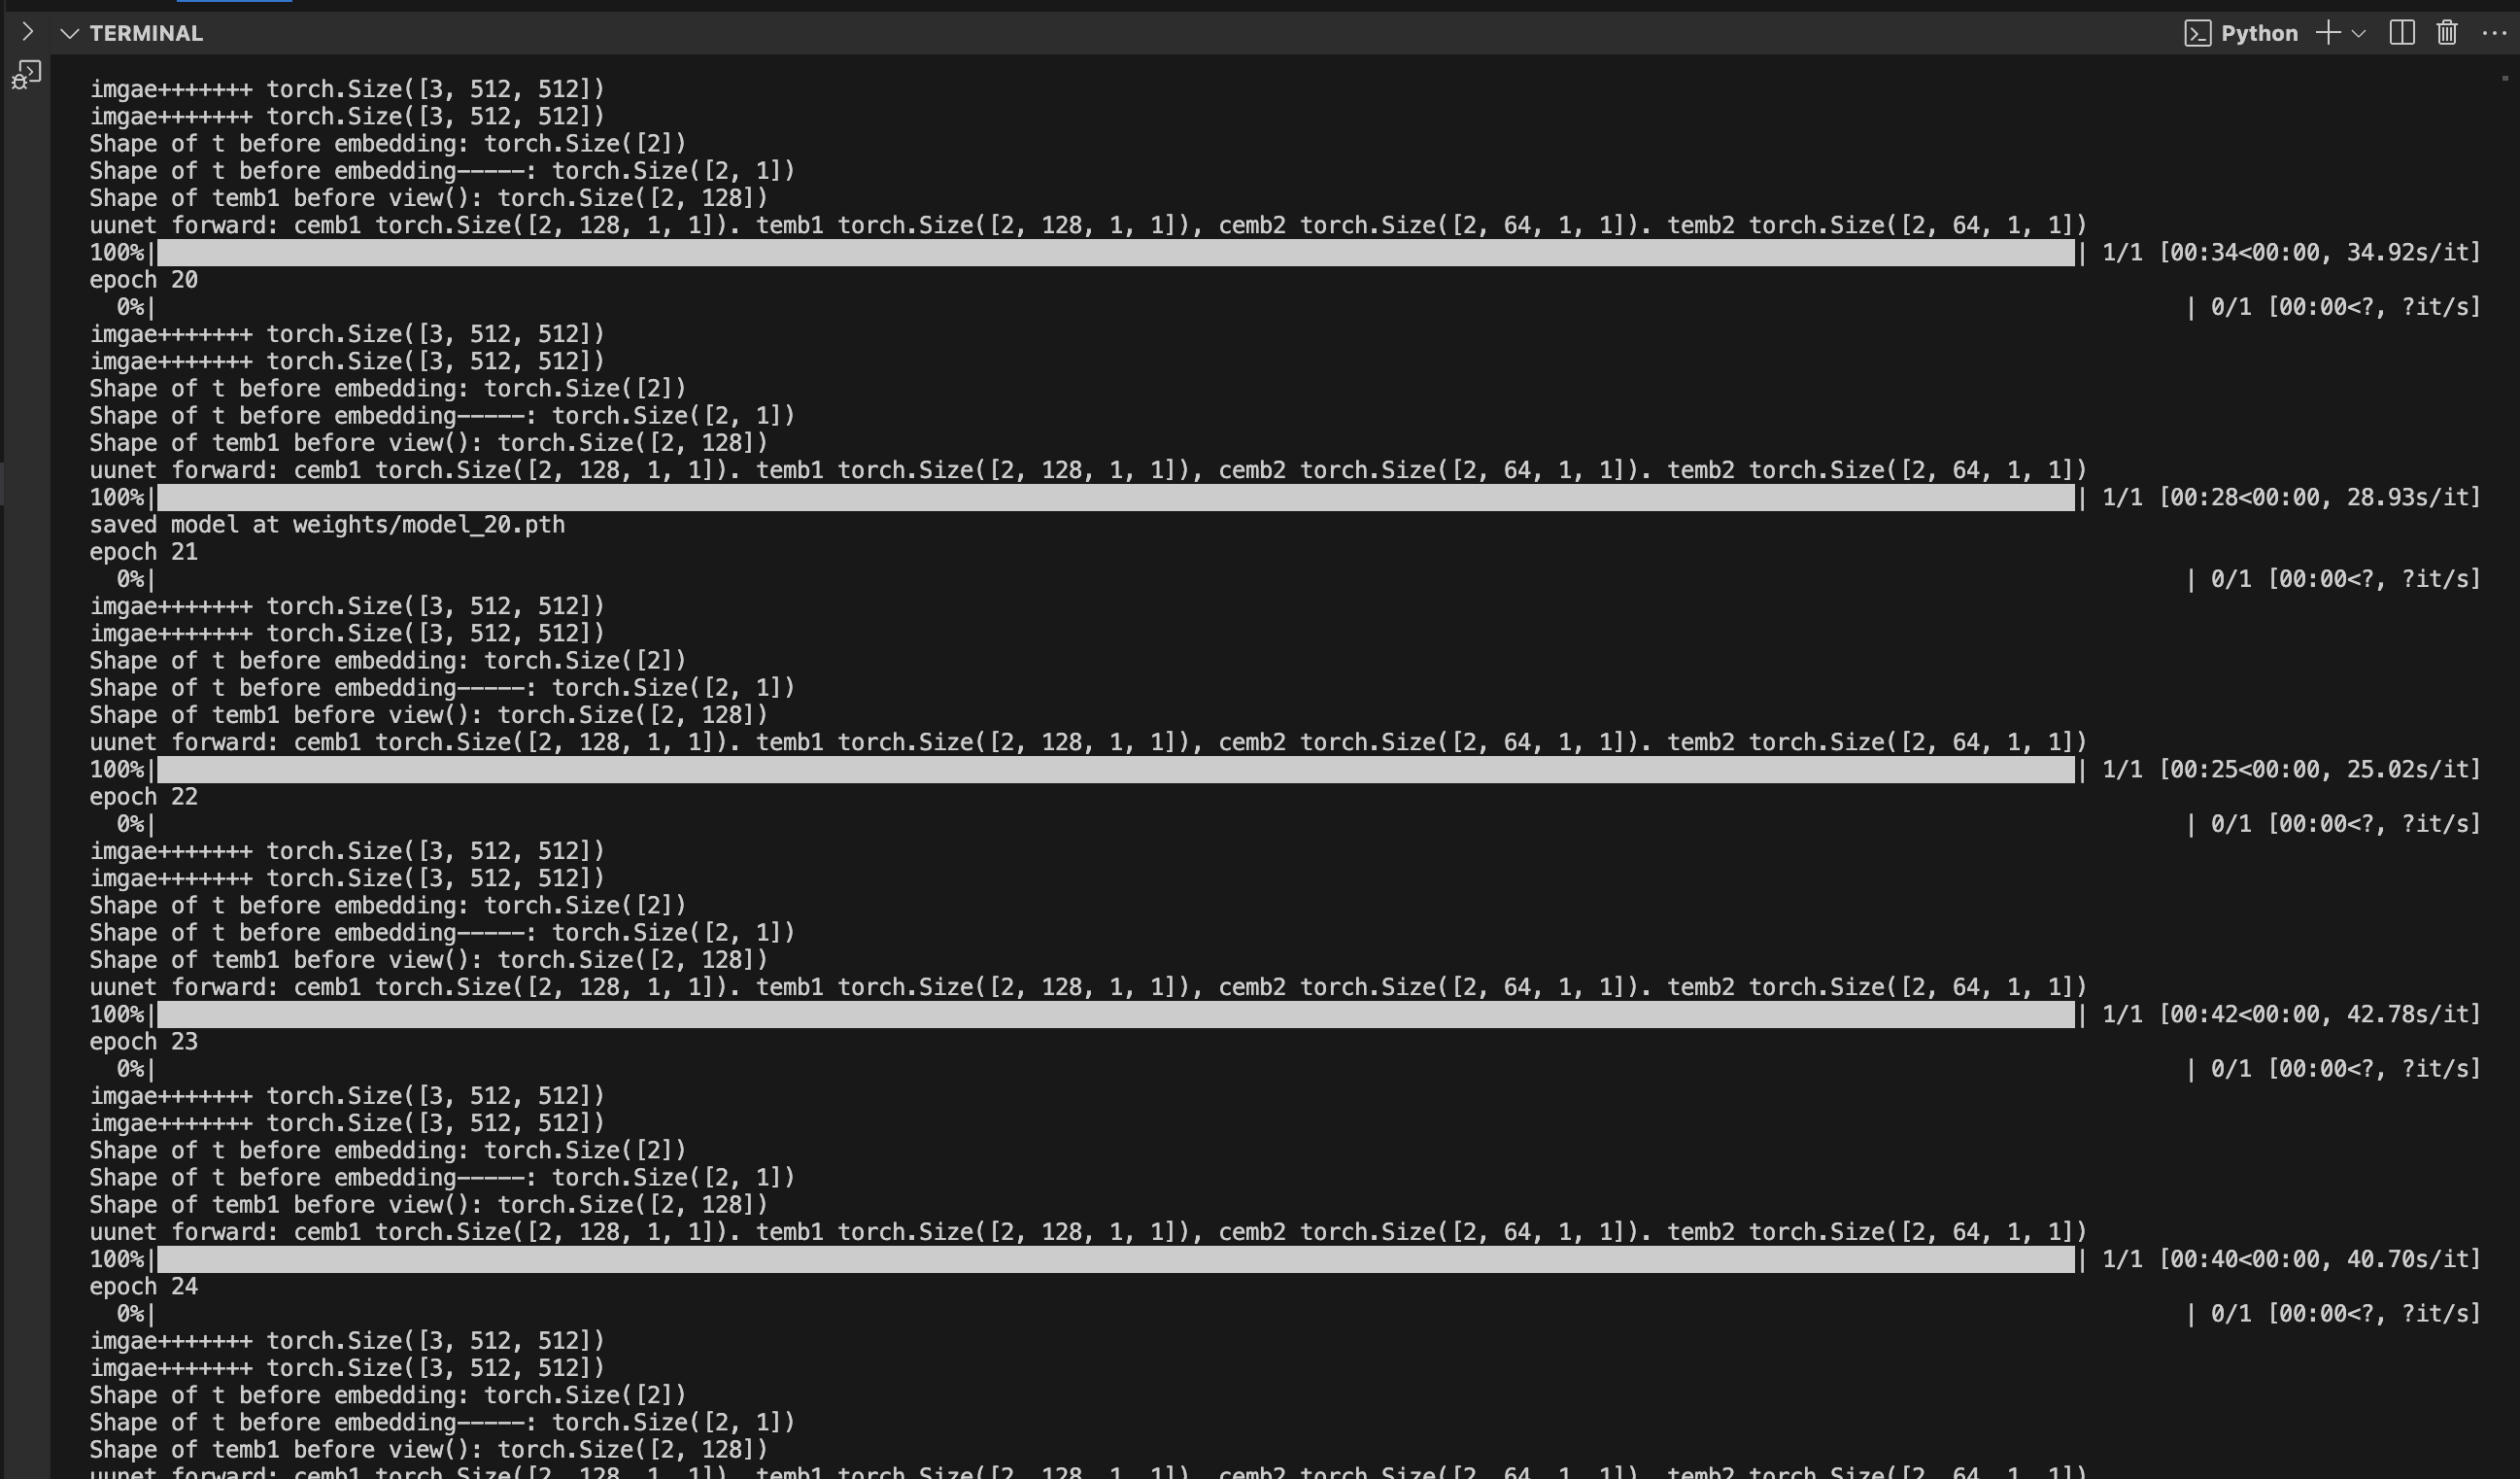 TERMINAL
Python
imgae+++++++ torch.Size([3, 512, 512])
imgae+++++++ torch.Size([3, 512, 512])
Shape of t before embedding: torch.Size([2])
Shape of t before embedding-----: torch.Size([2, 1])
Shape of temb1 before view(): torch.Size([2, 128])
uunet forward: cemb1 torch.Size([2, 128, 1, 1]). temb1 torch.Size([2, 128, 1, 1]), cemb2 torch.Size([2, 64, 1, 1]). temb2 torch.Size([2, 64, 1, 1])
100%| | 1/1 [00:34<00:00, 34.92s/it]
epoch 20
0%| | 0/1 [00:00<?, ?it/s]
imgae+++++++ torch.Size([3, 512, 512])
imgae+++++++ torch.Size([3, 512, 512])
Shape of t before embedding: torch.Size([2])
Shape of t before embedding-----: torch.Size([2, 1])
Shape of temb1 before view(): torch.Size([2, 128])
uunet forward: cemb1 torch.Size([2, 128, 1, 1]). temb1 torch.Size([2, 128, 1, 1]), cemb2 torch.Size([2, 64, 1, 1]). temb2 torch.Size([2, 64, 1, 1])
100%| | 1/1 [00:28<00:00, 28.93s/it]
saved model at weights/model_20.pth
epoch 21
0%| | 0/1 [00:00<?, ?it/s]
imgae+++++++ torch.Size([3, 512, 512])
imgae+++++++ torch.Size([3, 512, 512])
Shape of t before embedding: torch.Size([2])
Shape of t before embedding-----: torch.Size([2, 1])
Shape of temb1 before view(): torch.Size([2, 128])
uunet forward: cemb1 torch.Size([2, 128, 1, 1]). temb1 torch.Size([2, 128, 1, 1]), cemb2 torch.Size([2, 64, 1, 1]). temb2 torch.Size([2, 64, 1, 1])
100%| | 1/1 [00:25<00:00, 25.02s/it]
epoch 22
0%| | 0/1 [00:00<?, ?it/s]
imgae+++++++ torch.Size([3, 512, 512])
imgae+++++++ torch.Size([3, 512, 512])
Shape of t before embedding: torch.Size([2])
Shape of t before embedding-----: torch.Size([2, 1])
Shape of temb1 before view(): torch.Size([2, 128])
uunet forward: cemb1 torch.Size([2, 128, 1, 1]). temb1 torch.Size([2, 128, 1, 1]), cemb2 torch.Size([2, 64, 1, 1]). temb2 torch.Size([2, 64, 1, 1])
100%| | 1/1 [00:42<00:00, 42.78s/it]
epoch 23
0%| | 0/1 [00:00<?, ?it/s]
imgae+++++++ torch.Size([3, 512, 512])
imgae+++++++ torch.Size([3, 512, 512])
Shape of t before embedding: torch.Size([2])
Shape of t before embedding-----: torch.Size([2, 1])
Shape of temb1 before view(): torch.Size([2, 128])
uunet forward: cemb1 torch.Size([2, 128, 1, 1]). temb1 torch.Size([2, 128, 1, 1]), cemb2 torch.Size([2, 64, 1, 1]). temb2 torch.Size([2, 64, 1, 1])
100%| | 1/1 [00:40<00:00, 40.70s/it]
epoch 24
0%| | 0/1 [00:00<?, ?it/s]
imgae+++++++ torch.Size([3, 512, 512])
imgae+++++++ torch.Size([3, 512, 512])
Shape of t before embedding: torch.Size([2])
Shape of t before embedding-----: torch.Size([2, 1])
Shape of temb1 before view(): torch.Size([2, 128])
uunet forward: cemb1 torch.Size([2, 128, 1, 1]). temb1 torch.Size([2, 128, 1, 1]), cemb2 torch.Size([2, 64, 1, 1]). temb2 torch.Size([2, 64, 1, 1])